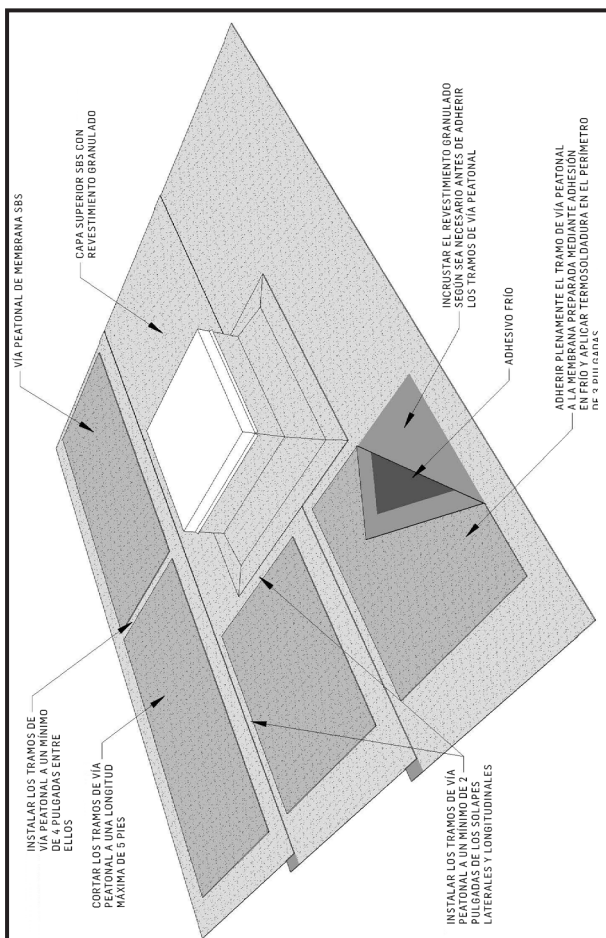 VÍA PEATONAL DE MEMBRANA SBS
CAPA SUPERIOR SBS CON
REVESTIMIENTO GRANULADO
INCRUSTAR EL REVESTIMIENTO GRANULADO
SEGÚN SEA NECESARIO ANTES DE ADHERIR
LOS TRAMOS DE VÍA PEATONAL
ADHESIVO FRÍO
ADHERIR PLENAMENTE EL TRAMO DE VÍA PEATONAL
A LA MEMBRANA PREPARADA MEDIANTE ADHESIÓN
EN FRÍO Y APLICAR TERMOSOLDADURA EN EL PERÍMETRO
DE 3 PULGADAS
INSTALAR LOS TRAMOS DE
VÍA PEATONAL A UN MÍNIMO
DE 4 PULGADAS ENTRE
ELLOS
CORTAR LOS TRAMOS DE VÍA
PEATONAL A UNA LONGITUD
MÁXIMA DE 5 PIES
INSTALAR LOS TRAMOS DE VÍA
PEATONAL A UN MÍNIMO DE 2
PULGADAS DE LOS SOLAPES
LATERALES Y LONGITUDINALES